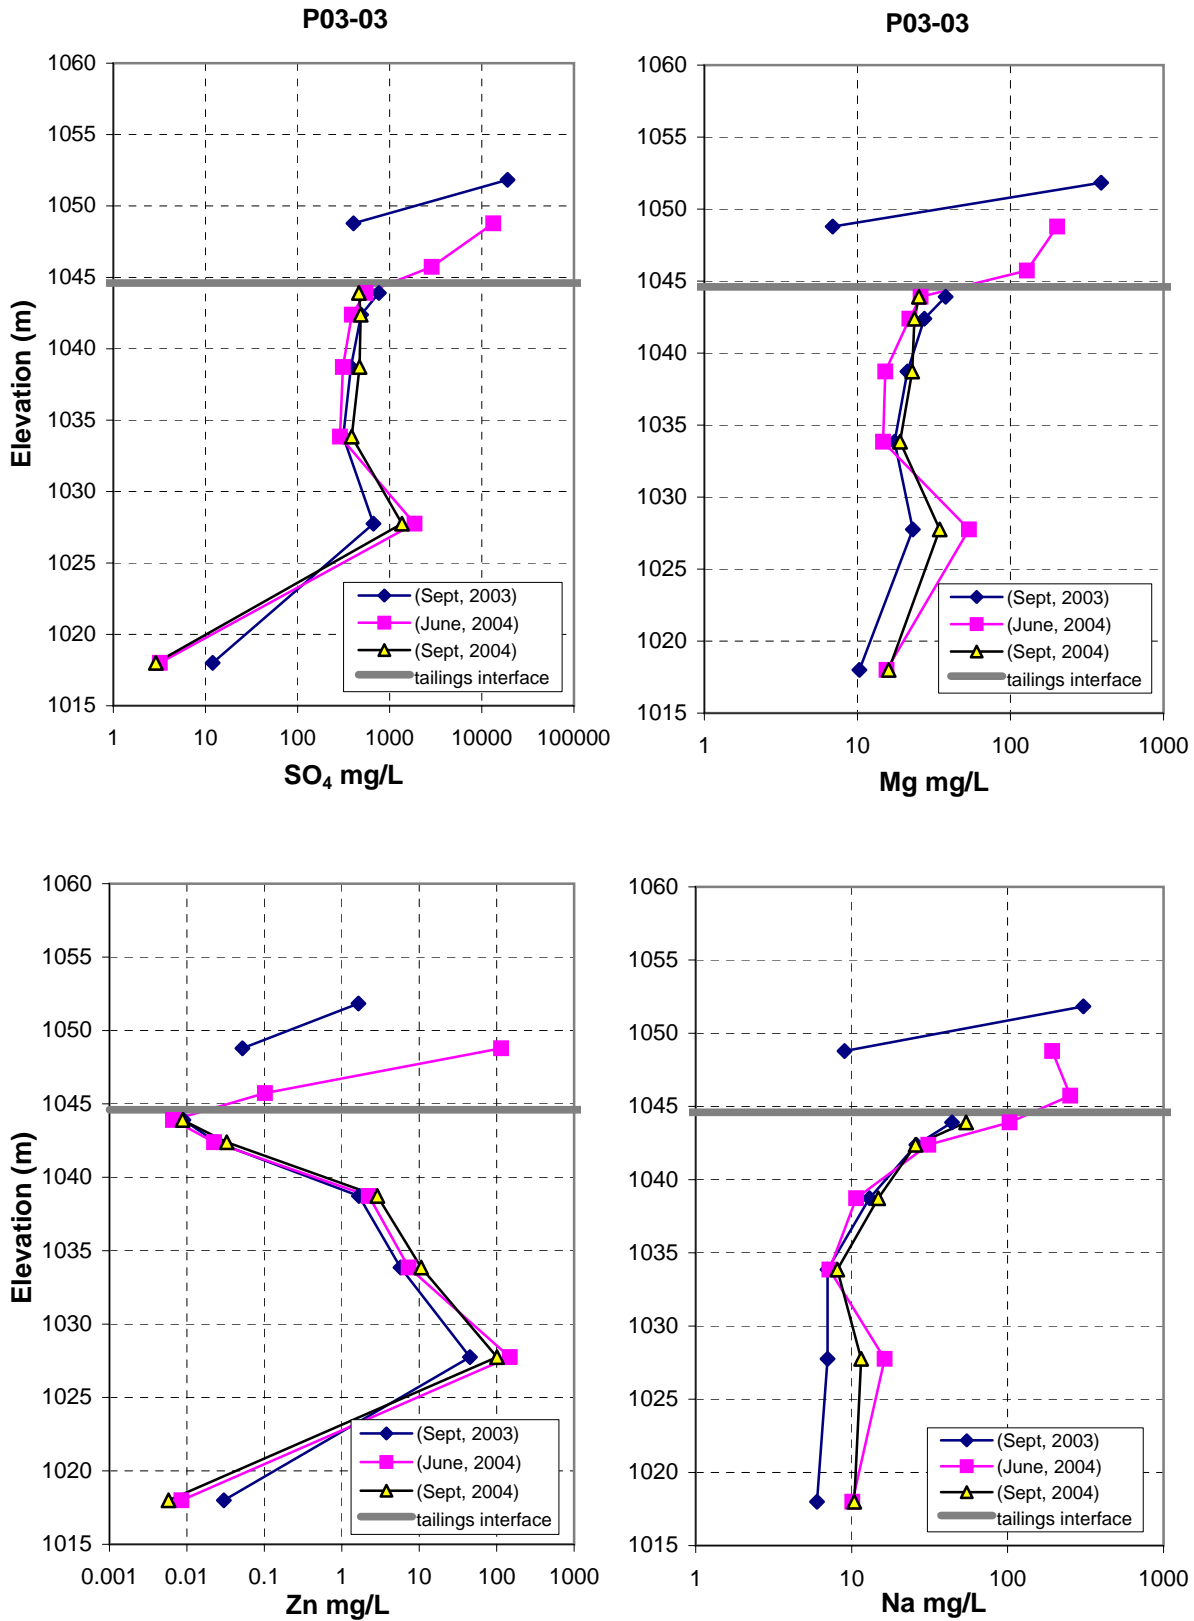 P03-03
1060
1055
1050
1045
1040
1035
1030
1025
1020
1015
Elevation (m)
(Sept, 2003)
(June, 2004)
(Sept, 2004)
tailings interface
1 10 100 1000 10000 100000
SO₄ mg/L
P03-03
1060
1055
1050
1045
1040
1035
1030
1025
1020
1015
(Sept, 2003)
(June, 2004)
(Sept, 2004)
tailings interface
1 10 100 1000
Mg mg/L
1060
1055
1050
1045
1040
1035
1030
1025
1020
1015
Elevation (m)
(Sept, 2003)
(June, 2004)
(Sept, 2004)
tailings interface
0.001 0.01 0.1 1 10 100 1000
Zn mg/L
1060
1055
1050
1045
1040
1035
1030
1025
1020
1015
(Sept, 2003)
(June, 2004)
(Sept, 2004)
tailings interface
1 10 100 1000
Na mg/L